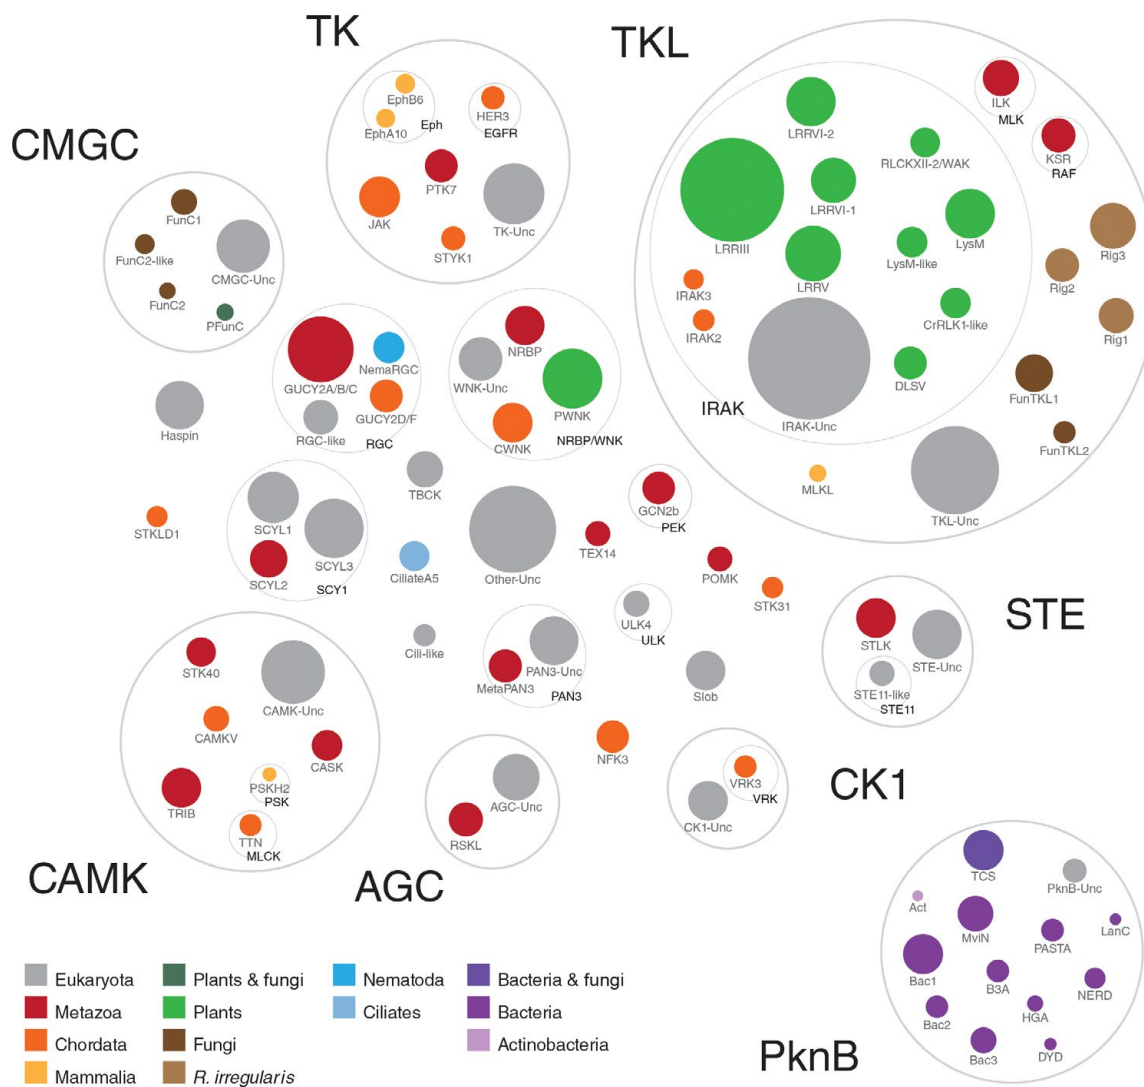 TK
TKL
CMGC
EphB6
EphA10
Eph
HER3
EGFR
PTK7
JAK
TK-Unc
STYK1
LRRVI-2
RLCKXII-2/WAK
ILK
MLK
KSR
RAF
LRRIII
LRRVI-1
LysM
LRRV
LysM-like
Rig3
Rig2
Rig1
IRAK3
IRAK2
CrRLK1-like
DLSV
IRAK-Unc
IRAK
FunTKL1
FunTKL2
MLKL
TKL-Unc
FunC1
FunC2-like
CMGC-Unc
FunC2
PFunC
GUCY2A/B/C
NemaRGC
GUCY2D/F
RGC-like
RGC
NRBP
WNK-Unc
PWNK
CWNK
NRBP/WNK
Haspin
TBCK
STKLD1
SCYL1
SCYL3
SCYL2
SCY1
CiliateA5
Other-Unc
GCN2b
PEK
TEX14
POMK
STK31
ULK4
ULK
Cili-like
PAN3-Unc
MetaPAN3
PAN3
Slob
NFK3
STE
STLK
STE-Unc
STE11-like
STE11
STK40
CAMK-Unc
CAMKV
CASK
TRIB
PSKH2
PSK
TTN
MLCK
CAMK
AGC-Unc
RSKL
AGC
VRK3
VRK
CK1-Unc
CK1
TCS
PknB-Unc
Act
MviN
LanC
PASTA
Bac1
B3A
NERD
Bac2
HGA
Bac3
DYD
PknB
Eukaryota
Metazoa
Chordata
Mammalia
Plants & fungi
Plants
Fungi
R. irregularis
Nematoda
Ciliates
Bacteria & fungi
Bacteria
Actinobacteria